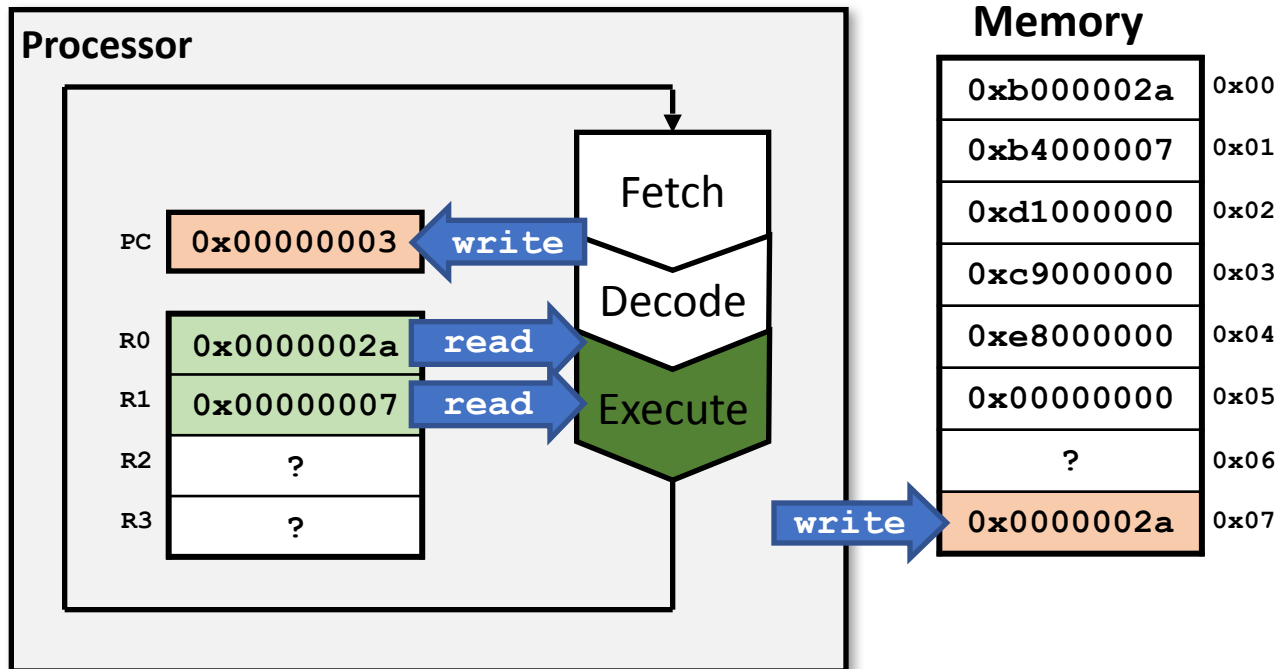 Processor
Fetch
Decode
Execute
PC 0x00000003 write
R0 0x0000002a read
R1 0x00000007 read
R2 ?
R3 ?
write
Memory
0xb000002a 0x00
0xb4000007 0x01
0xd1000000 0x02
0xc9000000 0x03
0xe8000000 0x04
0x00000000 0x05
? 0x06
0x0000002a 0x07